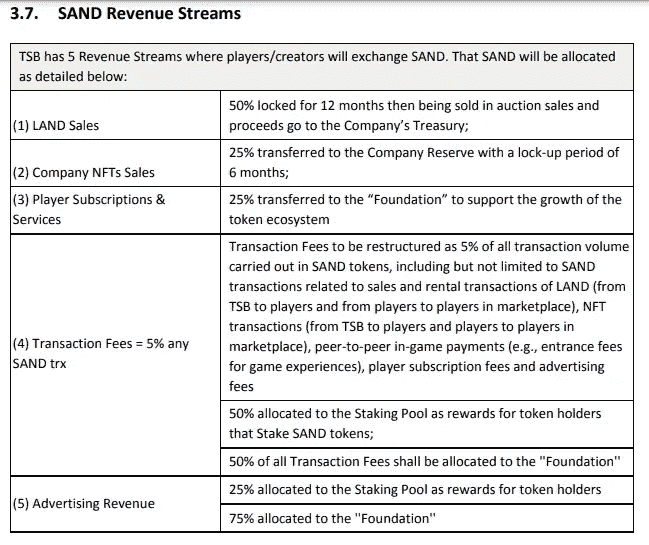 3.7. SAND Revenue Streams
TSB has 5 Revenue Streams where players/creators will exchange SAND. That SAND will be allocated
as detailed below:
(1) LAND Sales
50% locked for 12 months then being sold in auction sales and
proceeds go to the Company's Treasury;
(2) Company NFTs Sales
25% transferred to the Company Reserve with a lock-up period of
6 months;
(3) Player Subscriptions &
Services
25% transferred to the “Foundation” to support the growth of the
token ecosystem
(4) Transaction Fees = 5% any
SAND trx
Transaction Fees to be restructured as 5% of all transaction volume
carried out in SAND tokens, including but not limited to SAND
transactions related to sales and rental transactions of LAND (from
TSB to players and from players to players in marketplace), NFT
transactions (from TSB to players and players to players in
marketplace), peer-to-peer in-game payments (e.g., entrance fees
for game experiences), player subscription fees and advertising
fees
50% allocated to the Staking Pool as rewards for token holders
that Stake SAND tokens;
50% of all Transaction Fees shall be allocated to the "Foundation"
(5) Advertising Revenue
25% allocated to the Staking Pool as rewards for token holders
75% allocated to the "Foundation"